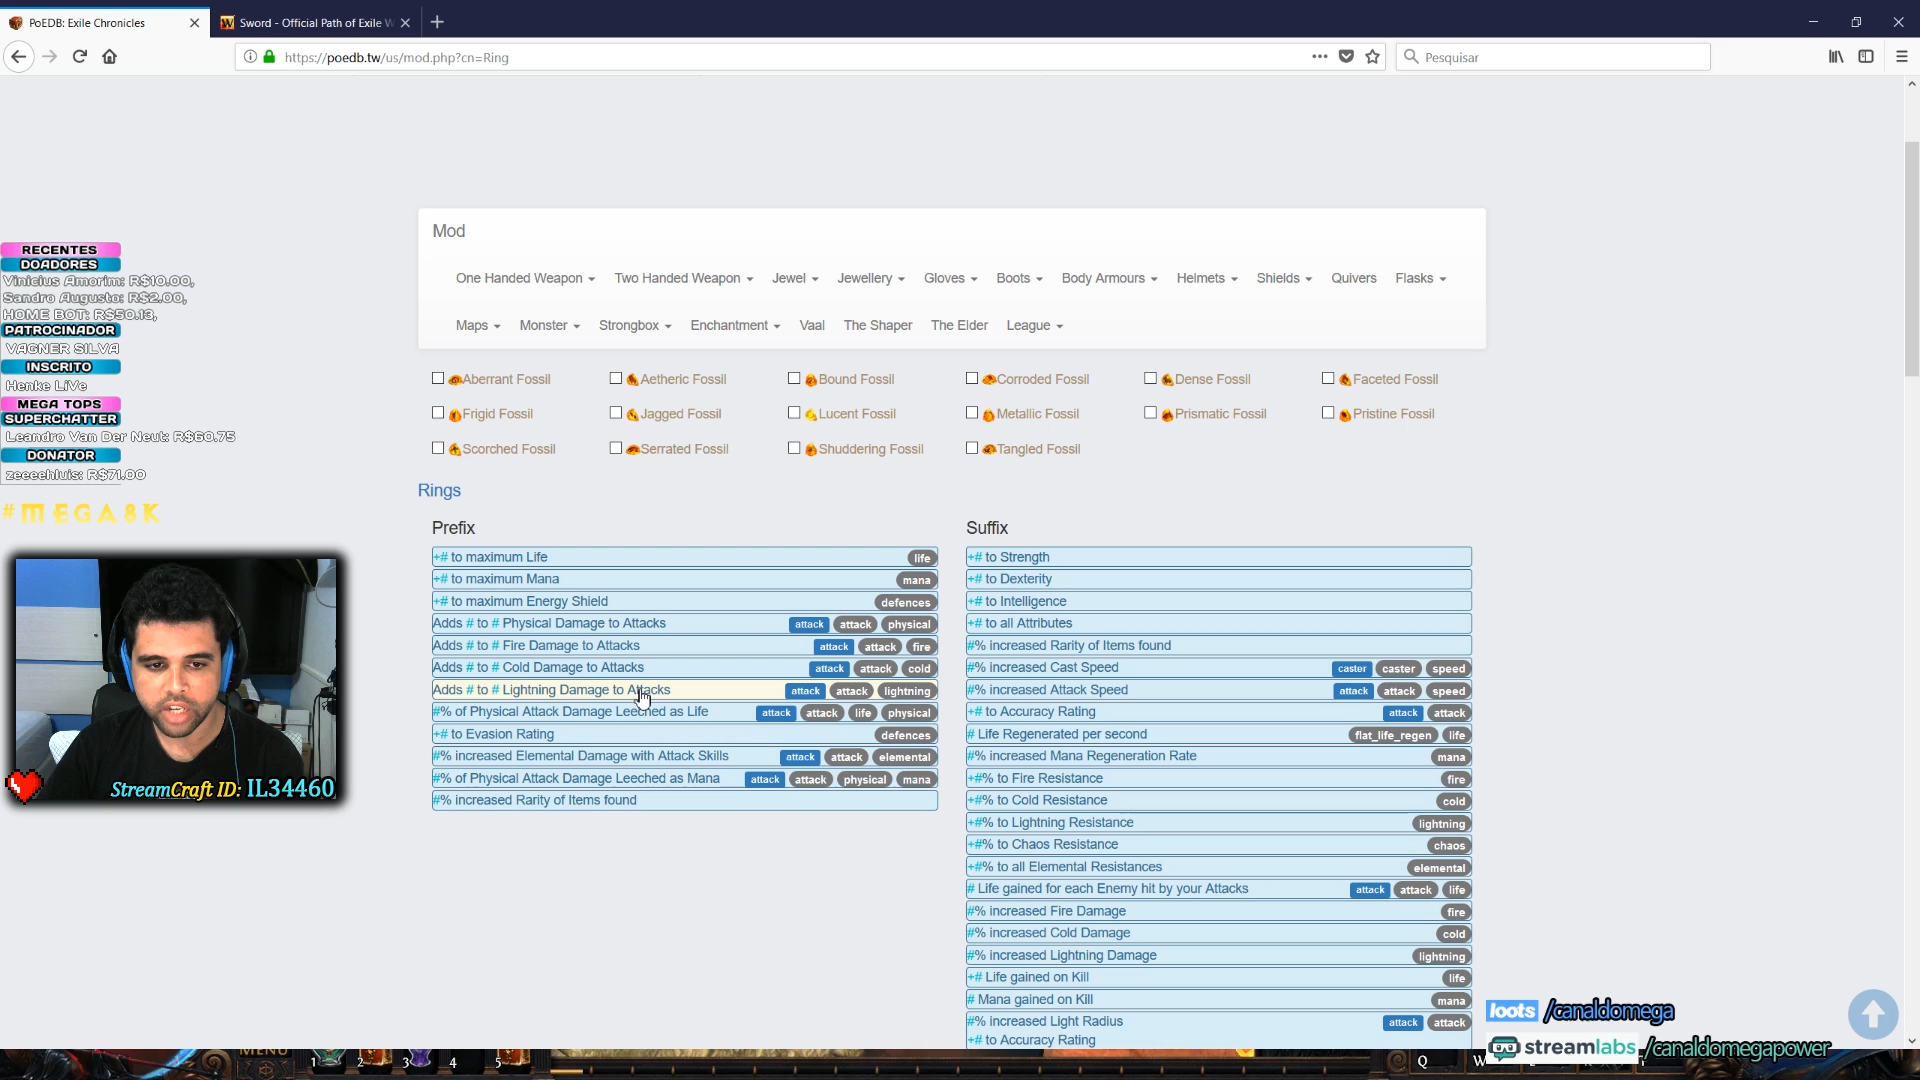 PoEDB: Exile Chronicles
Sword - Official Path of Exile W
https://poedb.tw/us/mod.php?cn=Ring
Pesquisar
Mod
One Handed Weapon
Two Handed Weapon
Jewel
Jewellery
Gloves
Boots
Body Armours
Helmets
Shields
Quivers
Flasks
Maps
Monster
Strongbox
Enchantment
Vaal
The Shaper
The Elder
League
Aberrant Fossil
Aetheric Fossil
Bound Fossil
Corroded Fossil
Dense Fossil
Faceted Fossil
Frigid Fossil
Jagged Fossil
Lucent Fossil
Metallic Fossil
Prismatic Fossil
Pristine Fossil
Scorched Fossil
Serrated Fossil
Shuddering Fossil
Tangled Fossil
Rings
Prefix
+# to maximum Life life
+# to maximum Mana mana
+# to maximum Energy Shield defences
Adds # to # Physical Damage to Attacks attack attack physical
Adds # to # Fire Damage to Attacks attack attack fire
Adds # to # Cold Damage to Attacks attack attack cold
Adds # to # Lightning Damage to Attacks attack attack lightning
#% of Physical Attack Damage Leeched as Life attack attack life physical
+# to Evasion Rating defences
#% increased Elemental Damage with Attack Skills attack attack elemental
#% of Physical Attack Damage Leeched as Mana attack attack physical mana
#% increased Rarity of Items found
Suffix
+# to Strength
+# to Dexterity
+# to Intelligence
+# to all Attributes
#% increased Rarity of Items found
#% increased Cast Speed caster caster speed
#% increased Attack Speed attack attack speed
+# to Accuracy Rating attack attack
# Life Regenerated per second flat_life_regen life
#% increased Mana Regeneration Rate mana
+#% to Fire Resistance fire
+#% to Cold Resistance cold
+#% to Lightning Resistance lightning
+#% to Chaos Resistance chaos
+#% to all Elemental Resistances elemental
# Life gained for each Enemy hit by your Attacks attack attack life
#% increased Fire Damage fire
#% increased Cold Damage cold
#% increased Lightning Damage lightning
+# Life gained on Kill life
# Mana gained on Kill mana
#% increased Light Radius attack attack
+# to Accuracy Rating
RECENTES
DOADORES
Vinicius Amorim: R$10.00,
Sandro Augusto: R$2.00,
HOME BOT: R$50.13,
PATROCINADOR
VAGNER SILVA
INSCRITO
Henke LiVe
MEGA TOPS
SUPERCHATTER
Leandro Van Der Neut: R$60.75
DONATOR
zeeeehluis: R$71.00
#MEGA8K
StreamCraft ID: IL34460
loots /canaldomega
streamlabs /canaldomegapower
MENU
1 2 3 4 5
Q